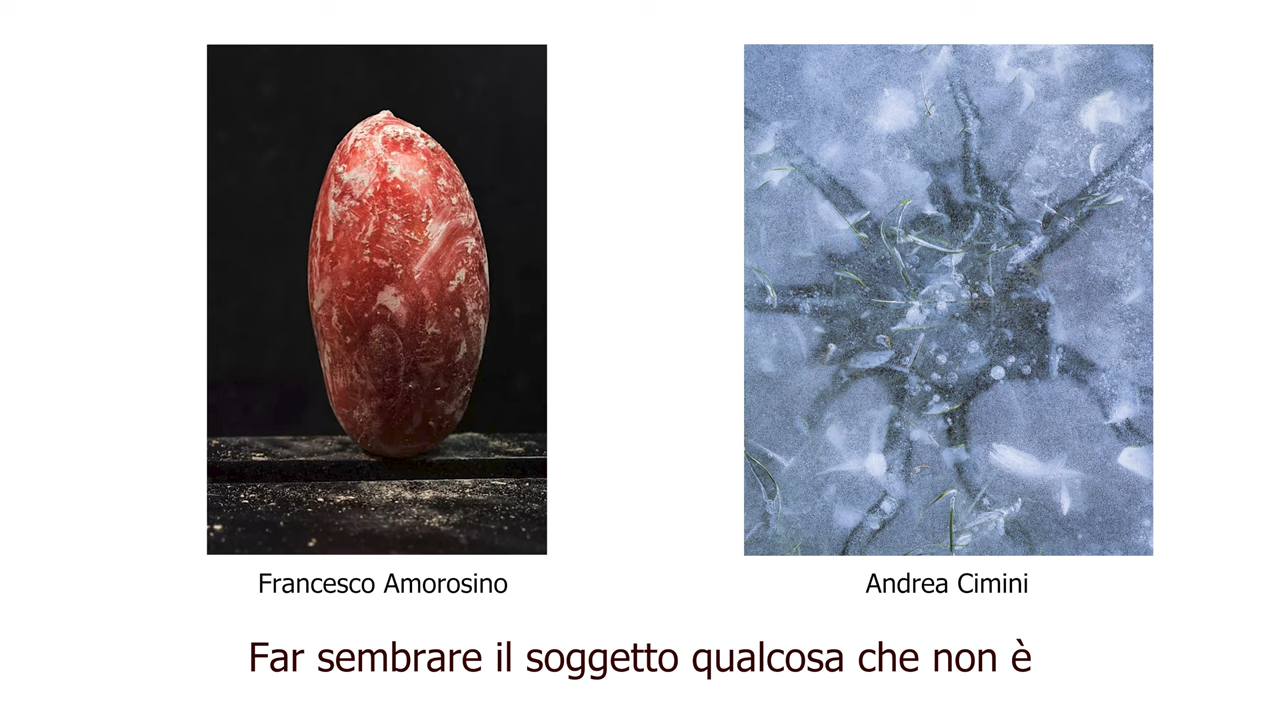 Francesco Amorosino
Andrea Cimini
Far sembrare il soggetto qualcosa che non è